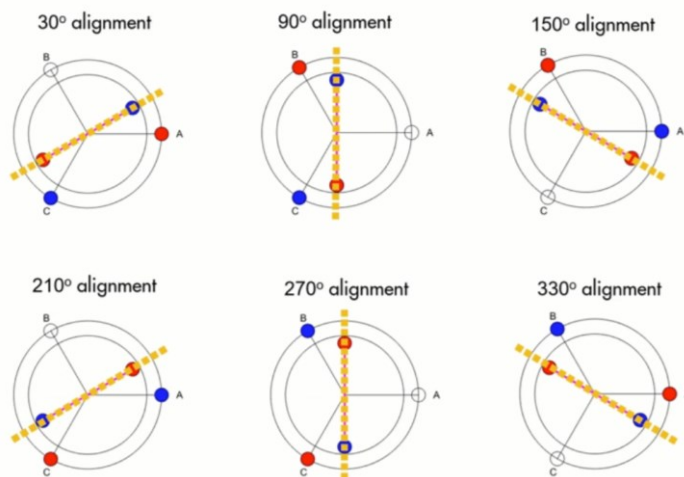 30° alignment
90° alignment
150° alignment
B
A
C
B
A
C
B
A
C
210° alignment
270° alignment
330° alignment
B
A
C
B
A
C
B
A
C